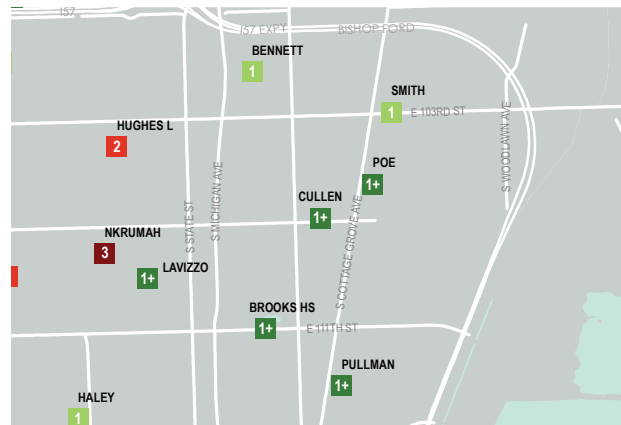 I57
I57 EXPY
BISHOP FORD
BENNETT
1
SMITH
1
E 103RD ST
HUGHES L
2
S WOODLAWN AVE
POE
1+
CULLEN
1+
S STATE ST
S MICHIGAN AVE
S COTTAGE GROVE AVE
NKRUMAH
3
LAVIZZO
1+
BROOKS HS
1+
E 111TH ST
PULLMAN
1+
HALEY
1